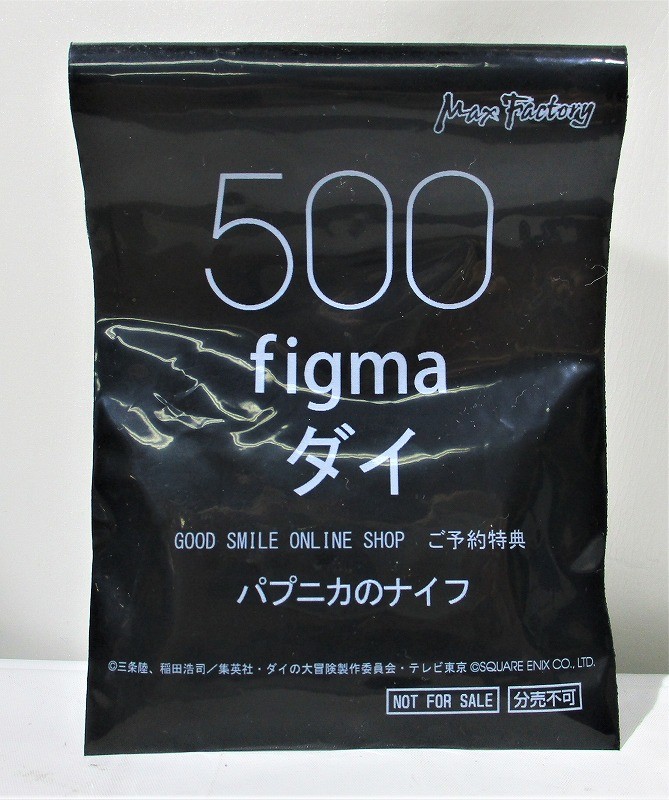 Max Factory
500
figma
ダイ
GOOD SMILE ONLINE SHOP ご予約特典
パプニカのナイフ
©三条陸、稲田浩司／集英社・ダイの大冒険製作委員会・テレビ東京 ©SQUARE ENIX CO., LTD.
NOT FOR SALE 分売不可